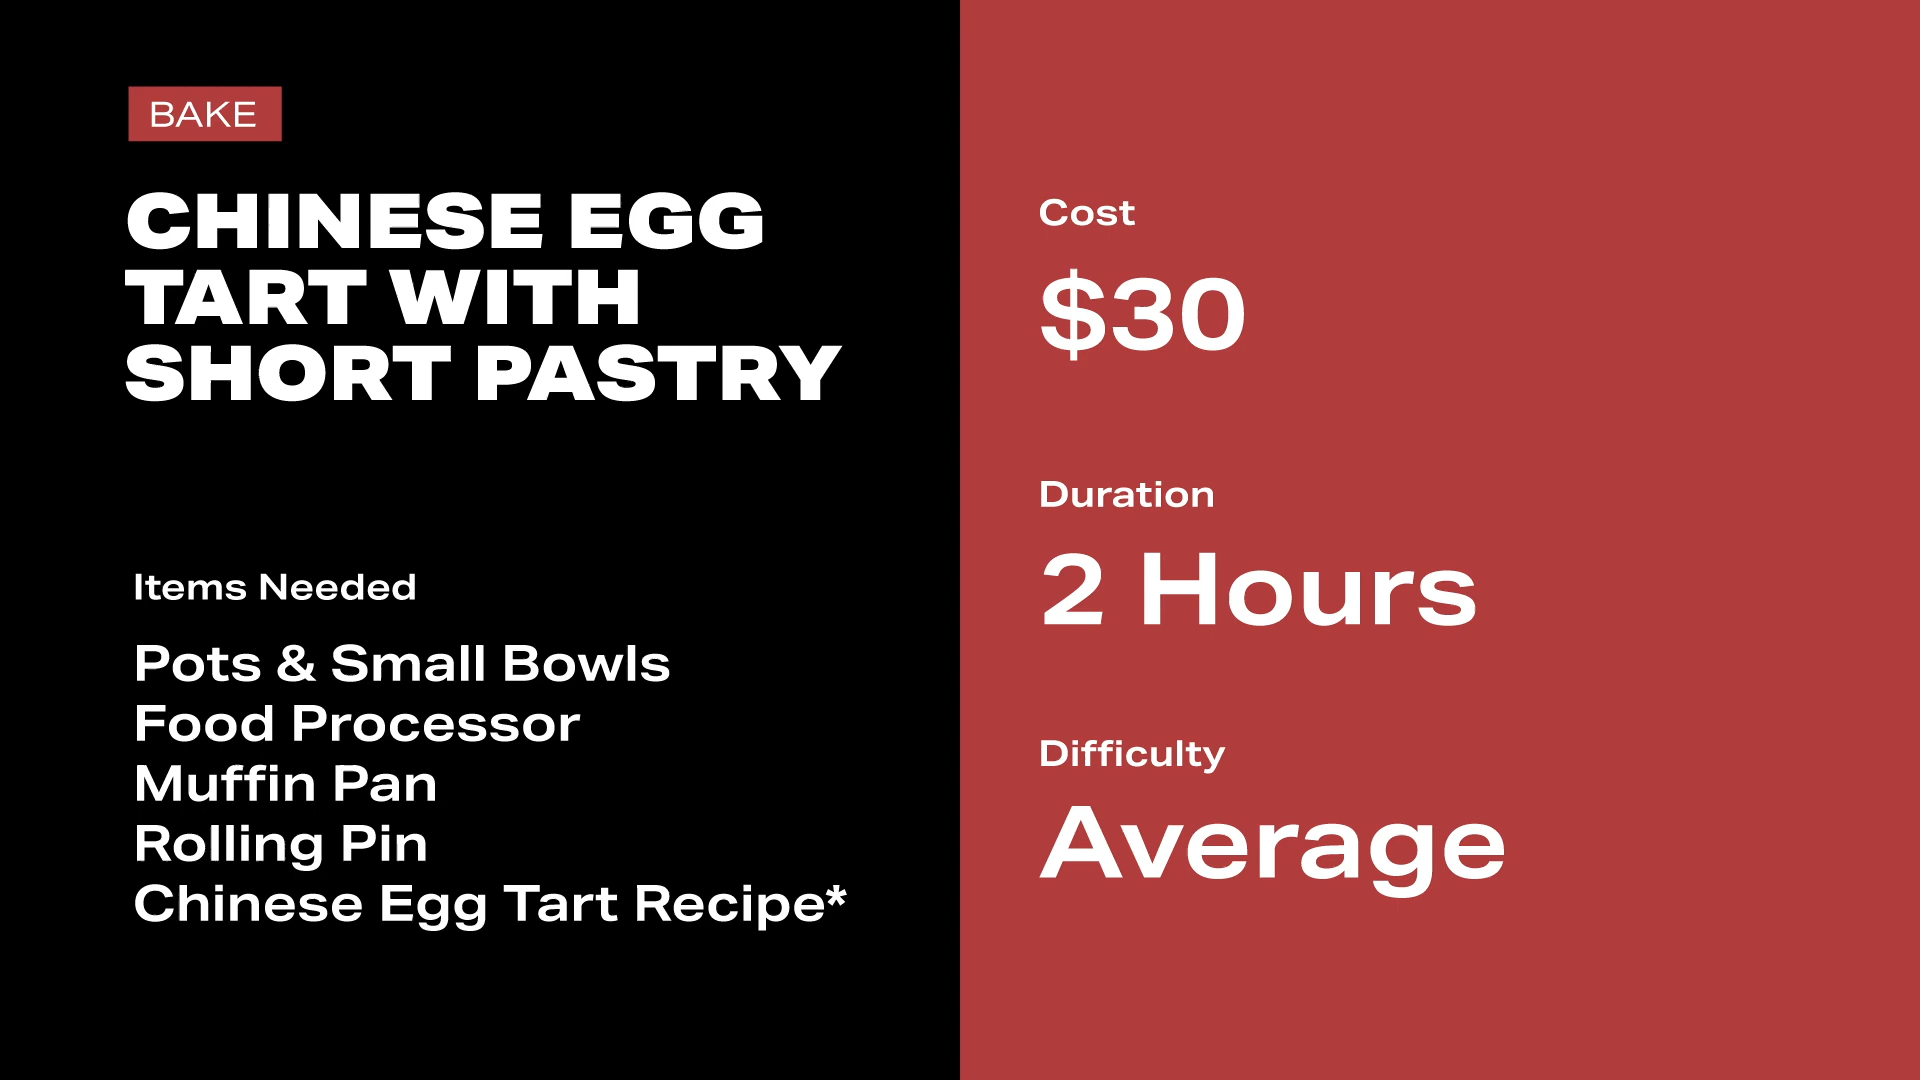 BAKE
CHINESE EGG
TART WITH
SHORT PASTRY
Items Needed
Pots & Small Bowls
Food Processor
Muffin Pan
Rolling Pin
Chinese Egg Tart Recipe*
Cost
$30
Duration
2 Hours
Difficulty
Average